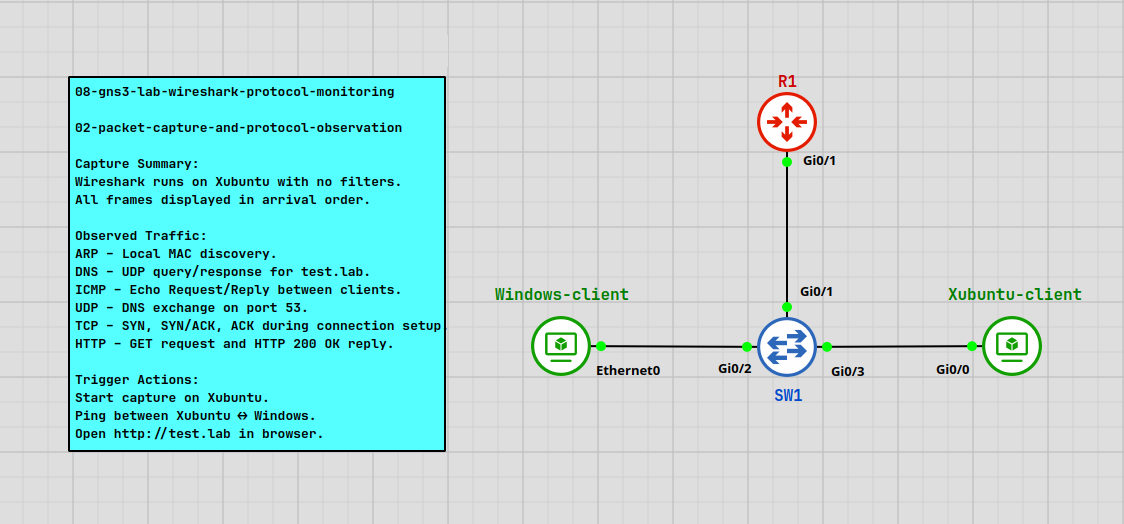 08-gns3-lab-wireshark-protocol-monitoring
02-packet-capture-and-protocol-observation
Capture Summary:
Wireshark runs on Xubuntu with no filters.
All frames displayed in arrival order.
Observed Traffic:
ARP – Local MAC discovery.
DNS – UDP query/response for test.lab.
ICMP – Echo Request/Reply between clients.
UDP – DNS exchange on port 53.
TCP – SYN, SYN/ACK, ACK during connection setup.
HTTP – GET request and HTTP 200 OK reply.
Trigger Actions:
Start capture on Xubuntu.
Ping between Xubuntu ↔ Windows.
Open http://test.lab in browser.
R1
Gi0/1
Gi0/1
Windows-client
Xubuntu-client
Ethernet0
Gi0/2
Gi0/3
Gi0/0
SW1